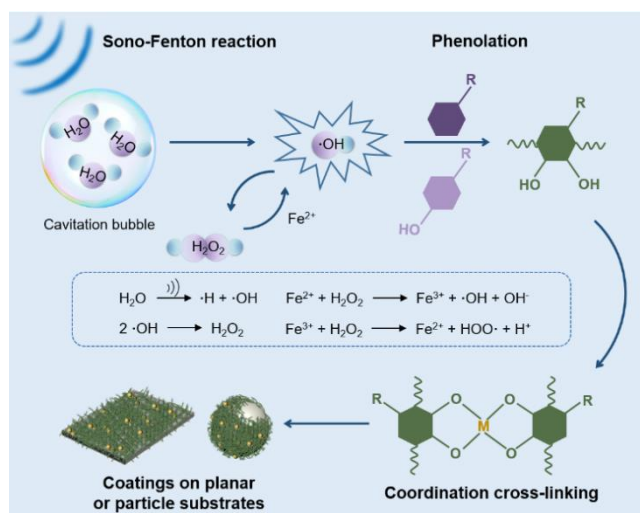 Sono-Fenton reaction
Phenolation
H₂O
H₂O
H₂O
Cavitation bubble
·OH
H₂O₂
Fe²⁺
R
HO
R
R
HO
OH
H₂O → ·H + ·OH
Fe²⁺ + H₂O₂ → Fe³⁺ + ·OH + OH⁻
2 ·OH → H₂O₂
Fe³⁺ + H₂O₂ → Fe²⁺ + HOO· + H⁺
R
O
O
M
O
O
R
Coordination cross-linking
Coatings on planar
or particle substrates